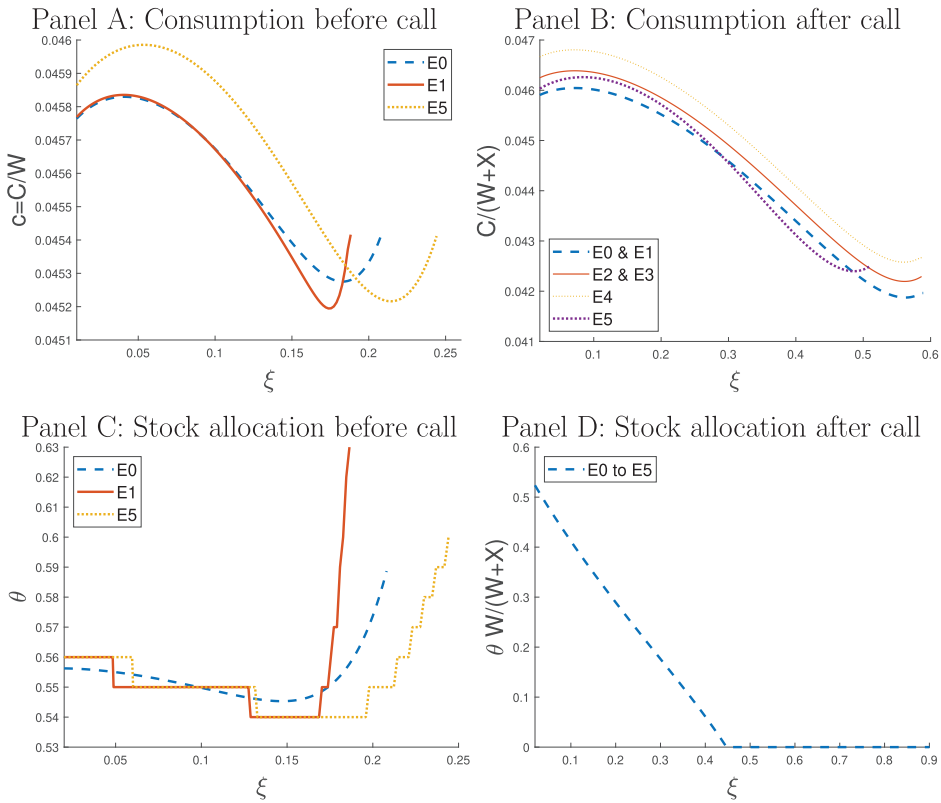 Panel A: Consumption before call
0.046
0.0459
0.0458
0.0457
0.0456
0.0455
0.0454
0.0453
0.0452
0.0451
c=C/W
E0
E1
E5
0.05
0.1
0.15
0.2
0.25
ξ
Panel B: Consumption after call
0.047
0.046
0.045
0.044
0.043
0.042
0.041
C/(W+X)
E0 & E1
E2 & E3
E4
E5
0.1
0.2
0.3
0.4
0.5
0.6
ξ
Panel C: Stock allocation before call
0.63
0.62
0.61
0.6
0.59
0.58
0.57
0.56
0.55
0.54
0.53
θ
E0
E1
E5
0.05
0.1
0.15
0.2
0.25
ξ
Panel D: Stock allocation after call
0.6
0.5
0.4
0.3
0.2
0.1
0
θ W/(W+X)
E0 to E5
0.1
0.2
0.3
0.4
0.5
0.6
0.7
0.8
0.9
ξ